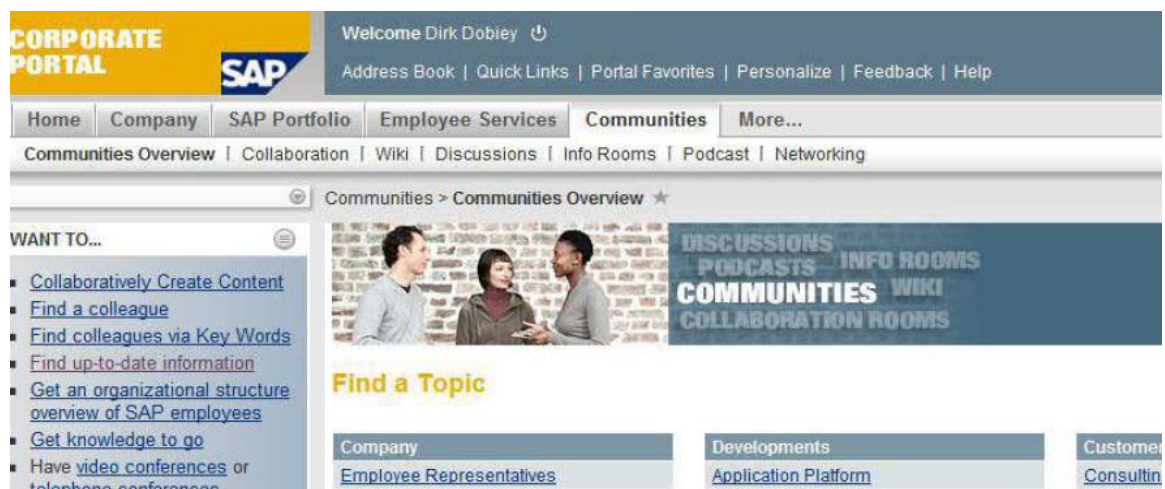 CORPORATE
PORTAL
SAP
Welcome Dirk Dobiey
Address Book | Quick Links | Portal Favorites | Personalize | Feedback | Help
Home Company SAP Portfolio Employee Services Communities More...
Communities Overview | Collaboration | Wiki | Discussions | Info Rooms | Podcast | Networking
Communities > Communities Overview
WANT TO...
Collaboratively Create Content
Find a colleague
Find colleagues via Key Words
Find up-to-date information
Get an organizational structure
overview of SAP employees
Get knowledge to go
Have video conferences or
telephone conferences
DISCUSSIONS
PODCASTS INFO ROOMS
COMMUNITIES WIKI
COLLABORATION ROOMS
Find a Topic
Company Developments Customer
Employee Representatives Application Platform Consultin